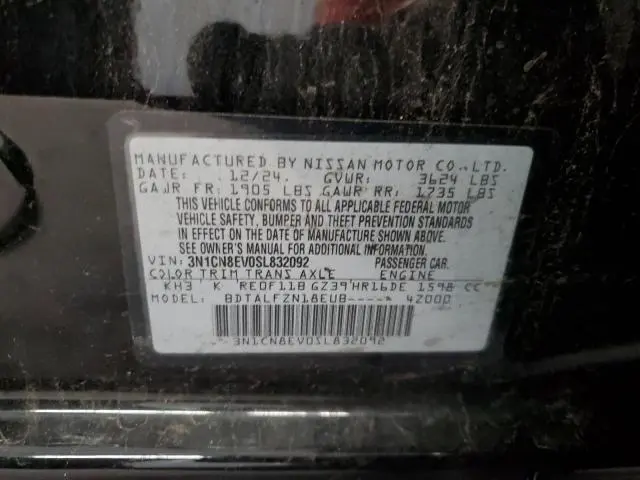 MANUFACTURED BY NISSAN MOTOR CO., LTD.
DATE: 12/24. GVWR: 3624 LBS
GAWR FR: 1905 LBS GAWR RR: 1735 LBS
THIS VEHICLE CONFORMS TO ALL APPLICABLE FEDERAL MOTOR
VEHICLE SAFETY, BUMPER AND THEFT PREVENTION STANDARDS
IN EFFECT ON THE DATE OF MANUFACTURE SHOWN ABOVE.
SEE OWNER'S MANUAL FOR ADDITIONAL INFORMATION.
VIN: 3N1CN8EV0SL832092 PASSENGER CAR.
COLOR TRIM TRANS AXLE ENGINE
KH3 K RE0F11B GZ39 HR16DE 1598 CC
MODEL: BDTALFZN18EUB----- 4Z000
3N1CN8EV0SL832092